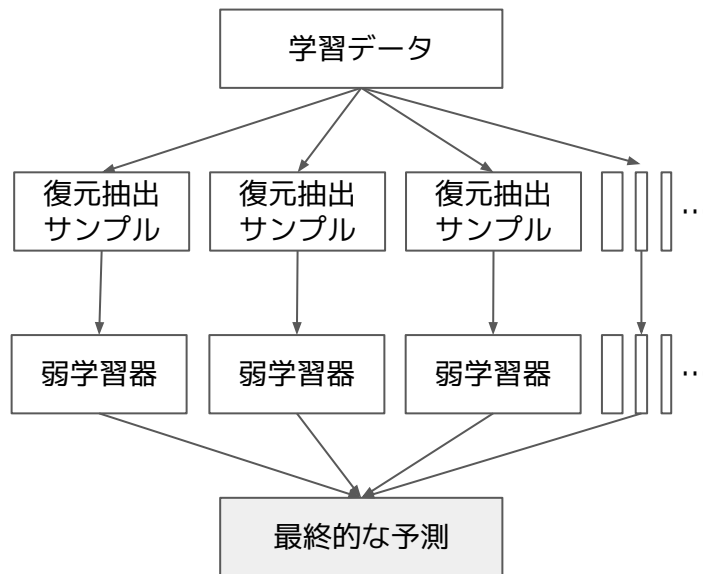 学習データ
復元抽出
サンプル
復元抽出
サンプル
復元抽出
サンプル
..
弱学習器
弱学習器
弱学習器
..
最終的な予測